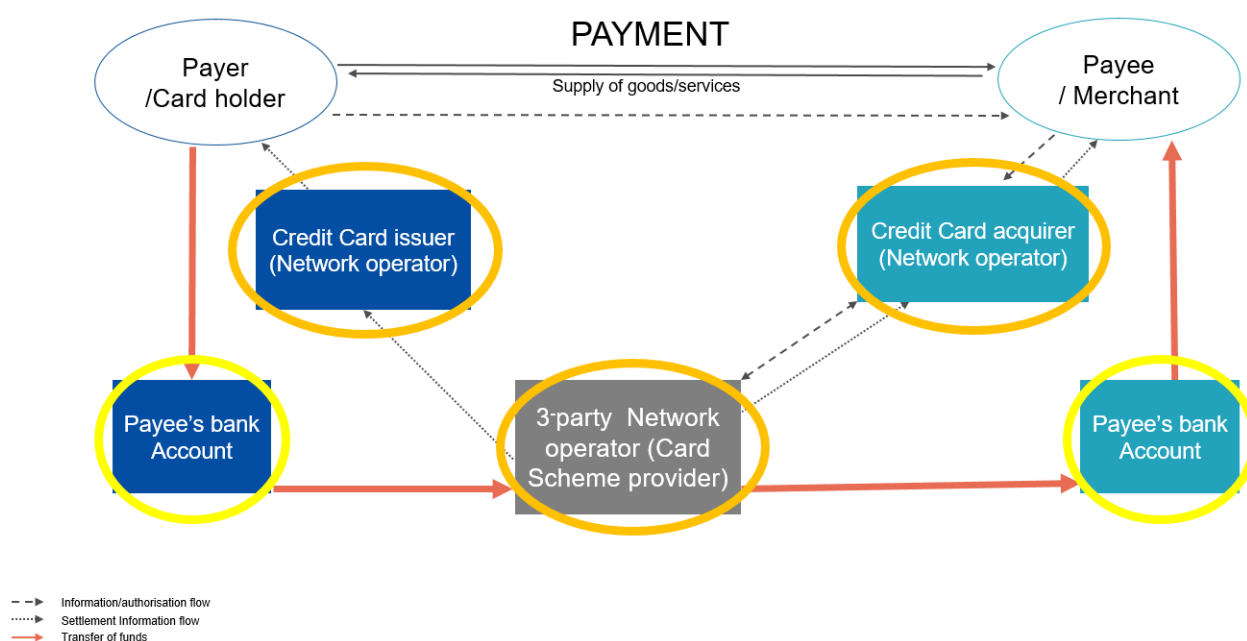 PAYMENT
Payer
/Card holder
Supply of goods/services
Payee
/ Merchant
Credit Card issuer
(Network operator)
Credit Card acquirer
(Network operator)
Payee’s bank
Account
3-party Network
operator (Card
Scheme provider)
Payee’s bank
Account
Information/authorisation flow
Settlement Information flow
Transfer of funds